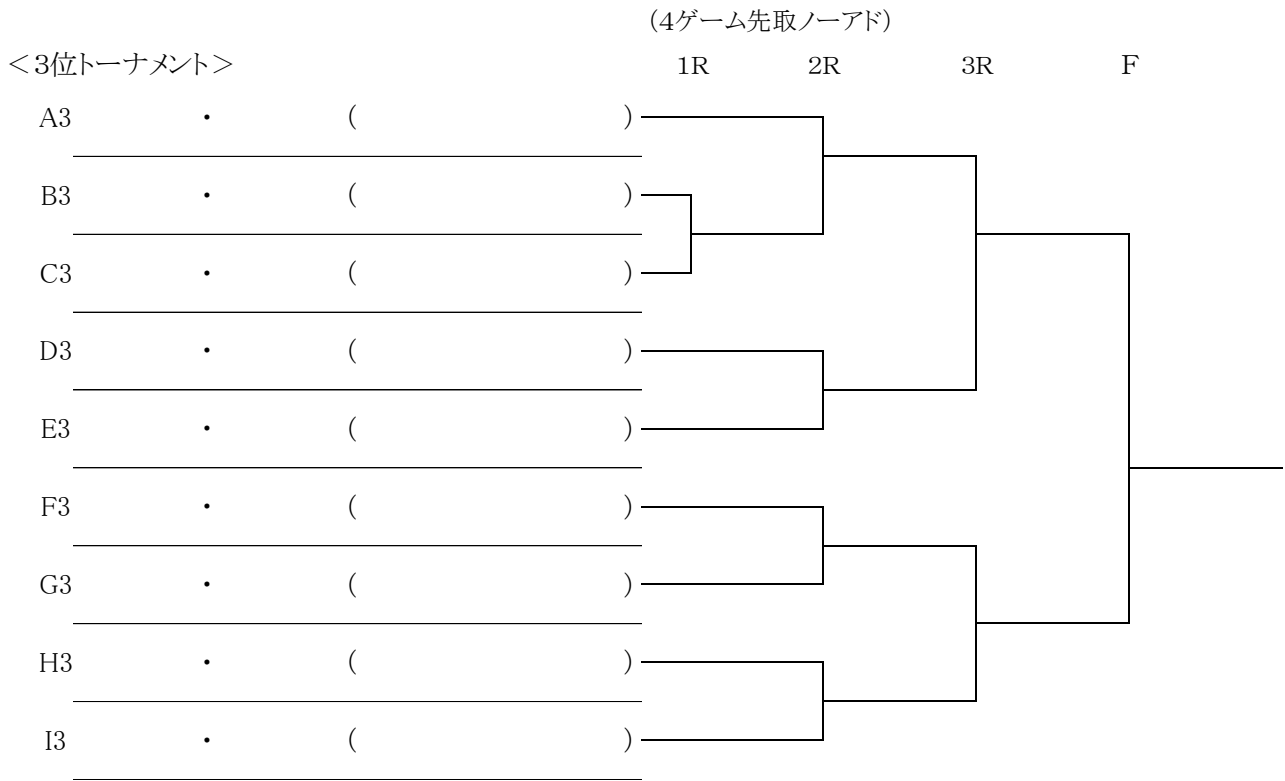 (4ゲーム先取ノーアド)
<3位トーナメント> 1R 2R 3R F
A3 ・ ( )
B3 ・ ( )
C3 ・ ( )
D3 ・ ( )
E3 ・ ( )
F3 ・ ( )
G3 ・ ( )
H3 ・ ( )
I3 ・ ( )